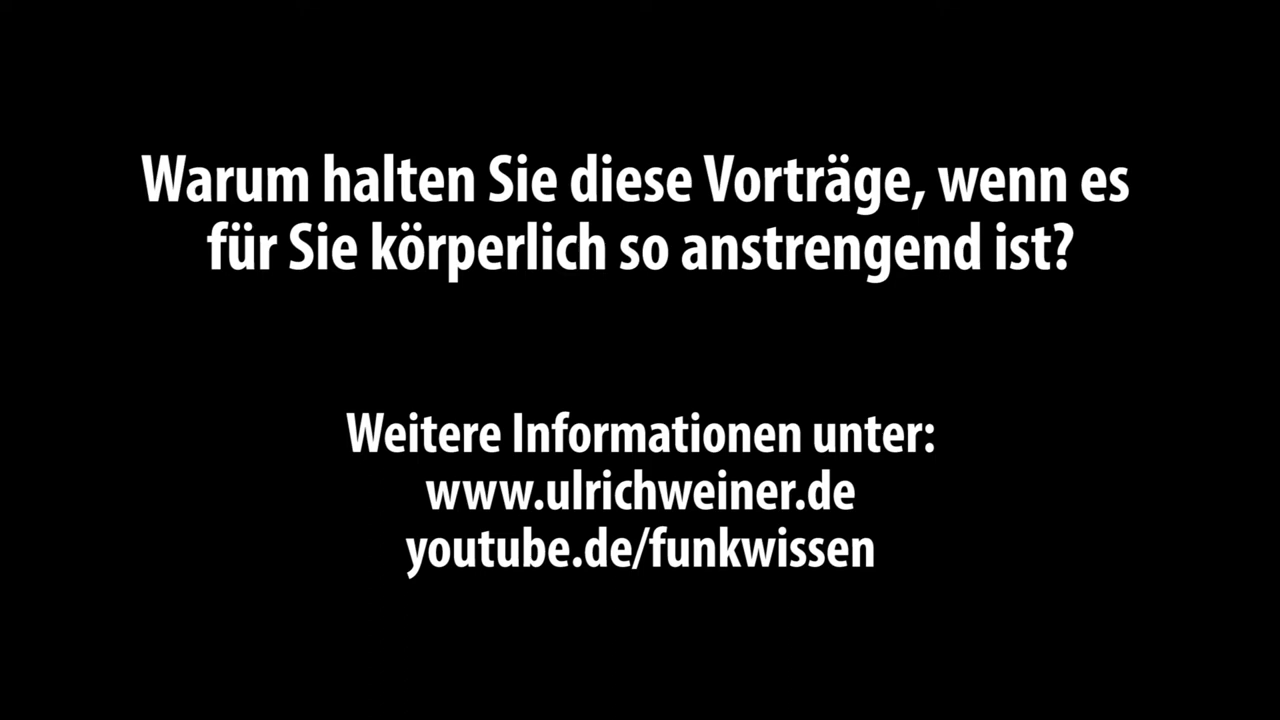 Warum halten Sie diese Vorträge, wenn es
für Sie körperlich so anstrengend ist?
Weitere Informationen unter:
www.ulrichweiner.de
youtube.de/funkwissen